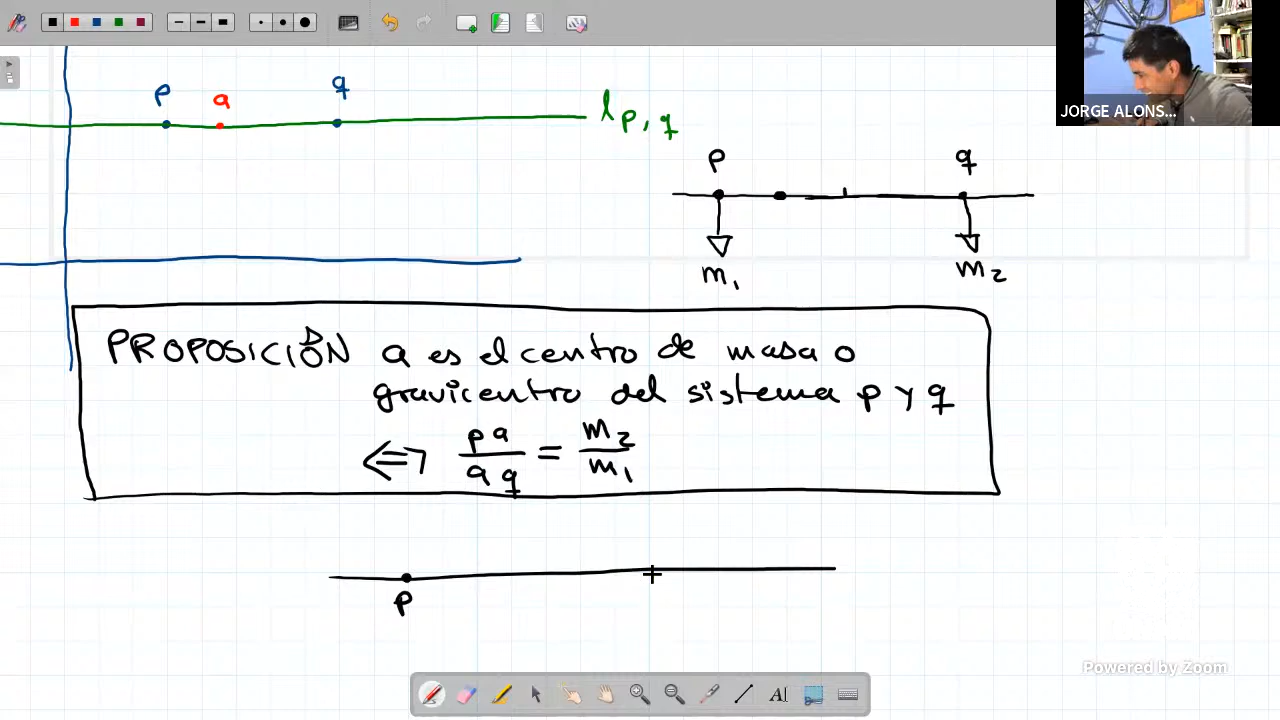 p a q
l p, q
JORGE ALONS...
p q
m1 m2
PROPOSICIÓN a es el centro de masa o
gravicentro del sistema p y q
⟺ pa/aq = m2/m1
p
Powered by Zoom
AI